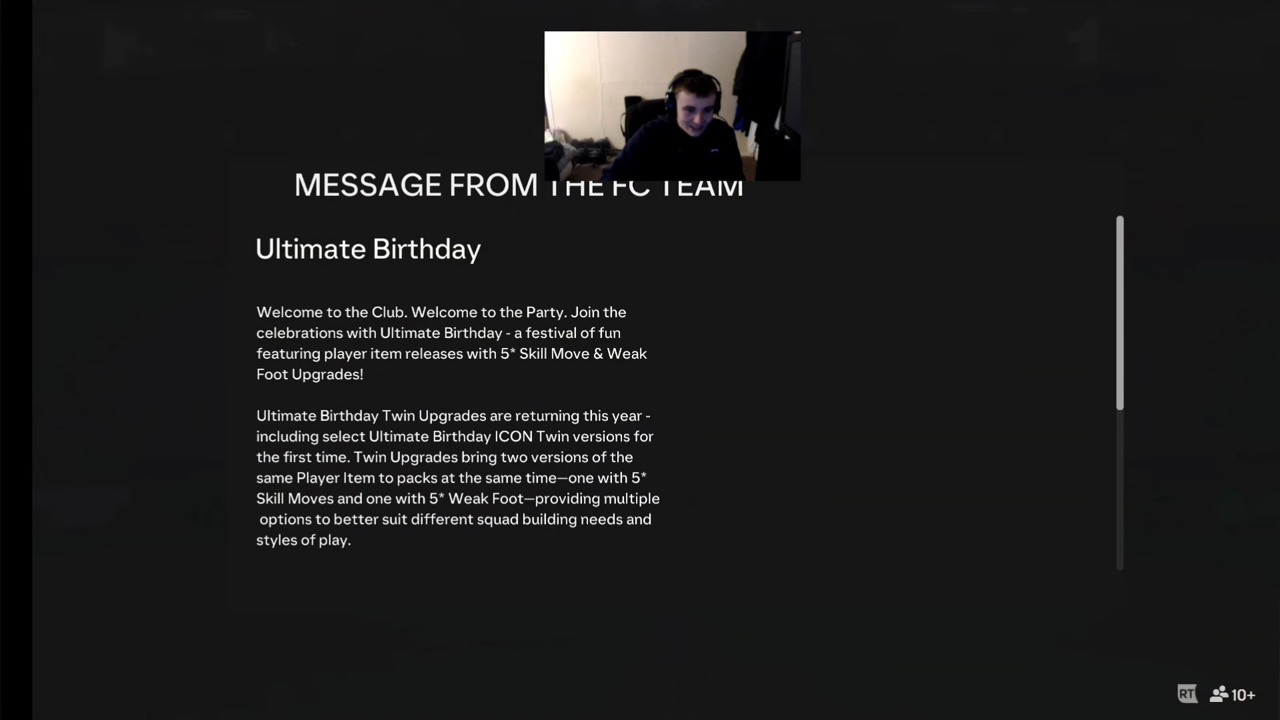 MESSAGE FROM THE FC TEAM
Ultimate Birthday
Welcome to the Club. Welcome to the Party. Join the
celebrations with Ultimate Birthday - a festival of fun
featuring player item releases with 5* Skill Move & Weak
Foot Upgrades!
Ultimate Birthday Twin Upgrades are returning this year -
including select Ultimate Birthday ICON Twin versions for
the first time. Twin Upgrades bring two versions of the
same Player Item to packs at the same time—one with 5*
Skill Moves and one with 5* Weak Foot—providing multiple
options to better suit different squad building needs and
styles of play.
RT 10+